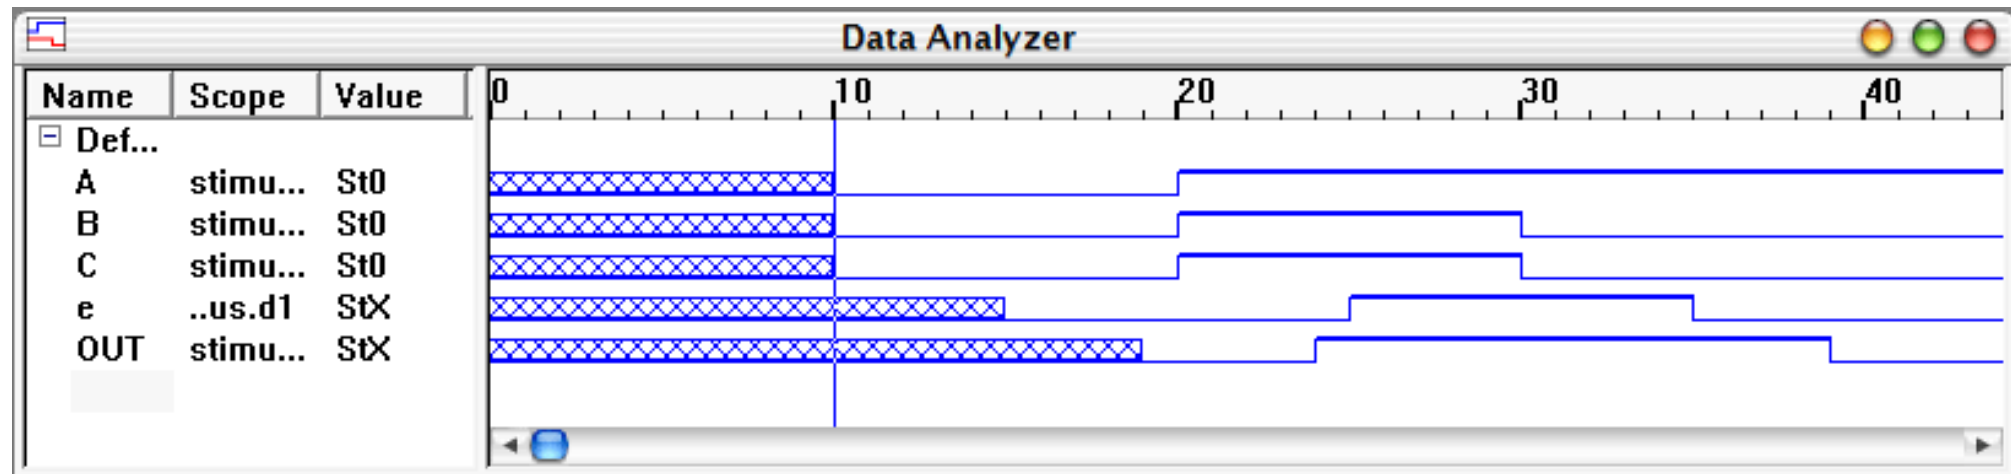 Data Analyzer
Name Scope Value 0 10 20 30 40
Def...
A stimu... St0
B stimu... St0
C stimu... St0
e ..us.d1 StX
OUT stimu... StX